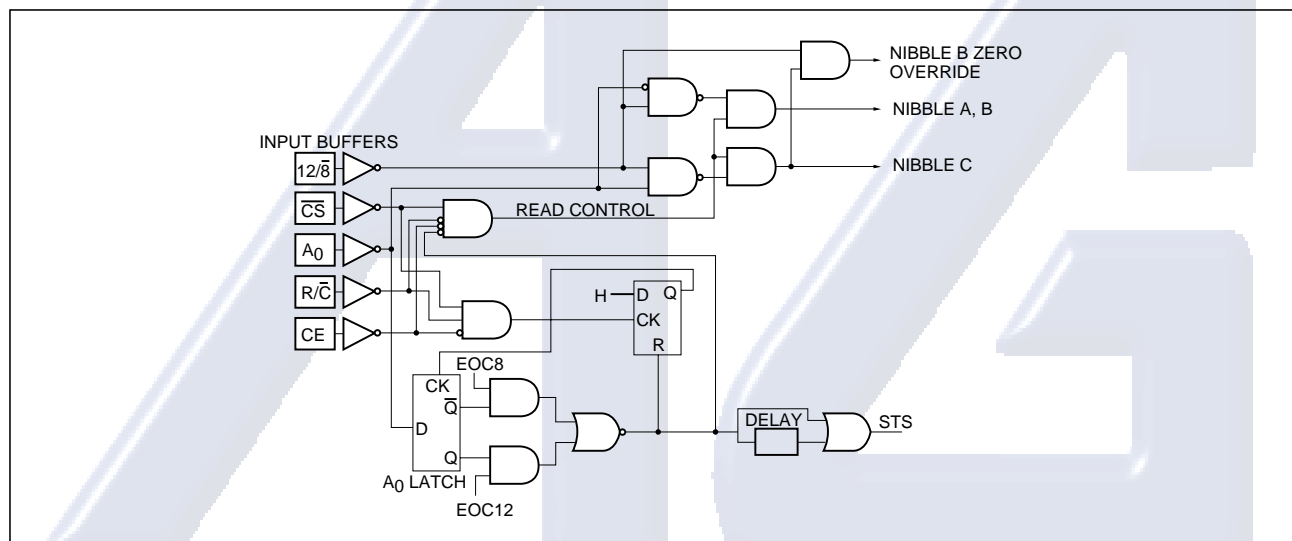 NIBBLE B ZERO
OVERRIDE
NIBBLE A, B
INPUT BUFFERS
12/8̅
NIBBLE C
C̅S̅
READ CONTROL
A₀
R/C̅
H
D
Q
CK
CE
R
EOC8
CK
Q̅
D
DELAY
STS
Q
A₀ LATCH
EOC12